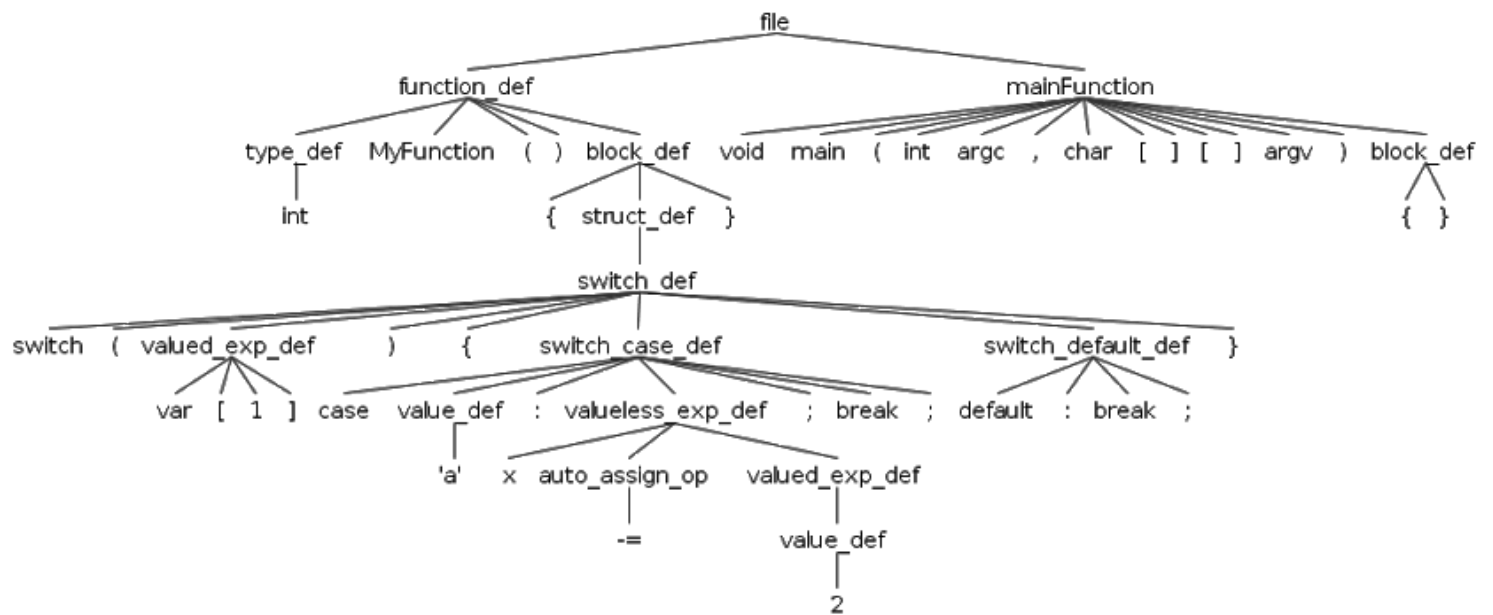 file
function_def mainFunction
type_def MyFunction ( ) block_def void main ( int argc , char [ ] [ ] argv ) block_def
int { struct_def } { }
switch_def
switch ( valued_exp_def ) { switch_case_def switch_default_def }
var [ 1 ] case value_def : valueless_exp_def ; break ; default : break ;
'a' x auto_assign_op valued_exp_def
-= value_def
2